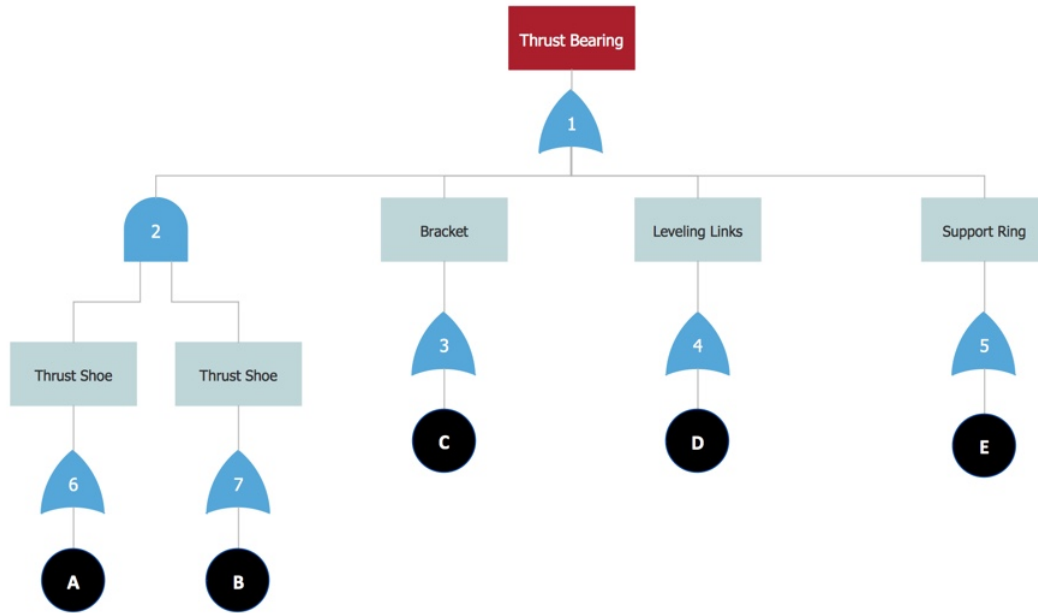 Thrust Bearing
1
2
Bracket
Leveling Links
Support Ring
3
4
5
Thrust Shoe
Thrust Shoe
C
D
E
6
7
A
B